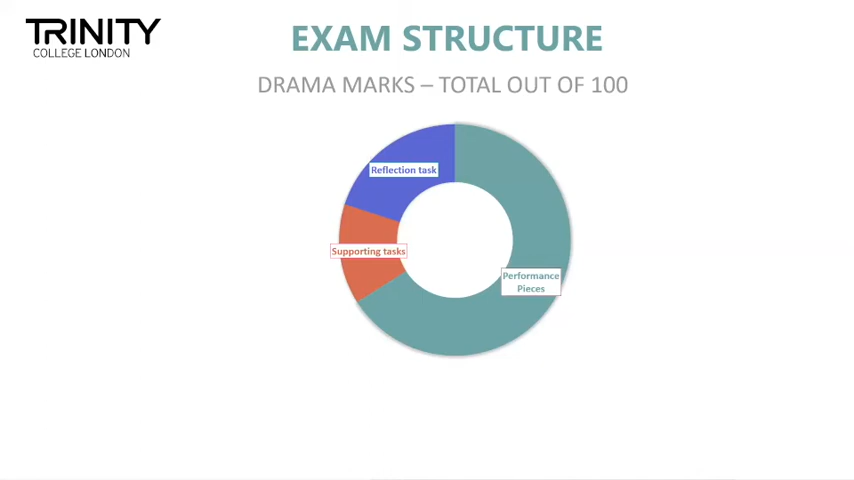 TRINITY
COLLEGE LONDON
EXAM STRUCTURE
DRAMA MARKS – TOTAL OUT OF 100
Reflection task
Supporting tasks
Performance
Pieces